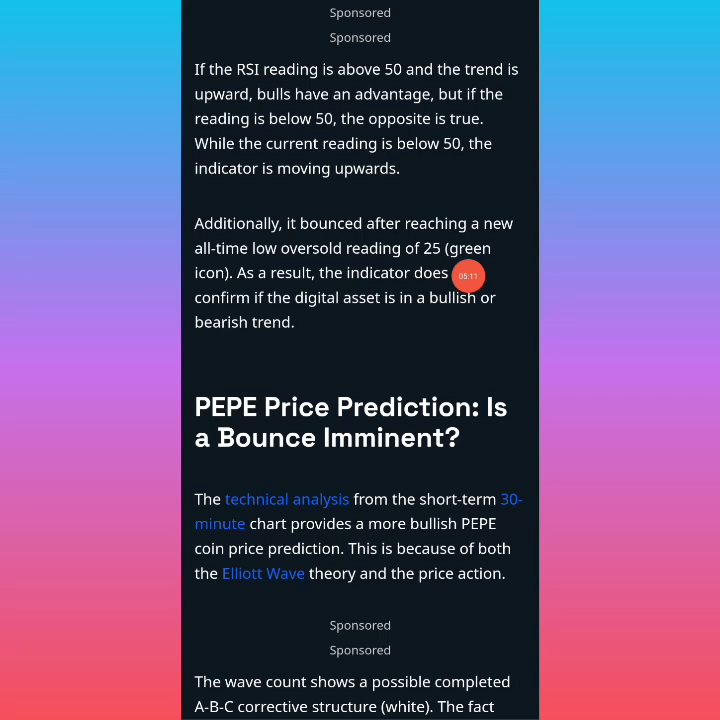 Sponsored
Sponsored
If the RSI reading is above 50 and the trend is
upward, bulls have an advantage, but if the
reading is below 50, the opposite is true.
While the current reading is below 50, the
indicator is moving upwards.
Additionally, it bounced after reaching a new
all-time low oversold reading of 25 (green
icon). As a result, the indicator does
05:11
confirm if the digital asset is in a bullish or
bearish trend.
PEPE Price Prediction: Is
a Bounce Imminent?
The technical analysis from the short-term 30-
minute chart provides a more bullish PEPE
coin price prediction. This is because of both
the Elliott Wave theory and the price action.
Sponsored
Sponsored
The wave count shows a possible completed
A-B-C corrective structure (white). The fact